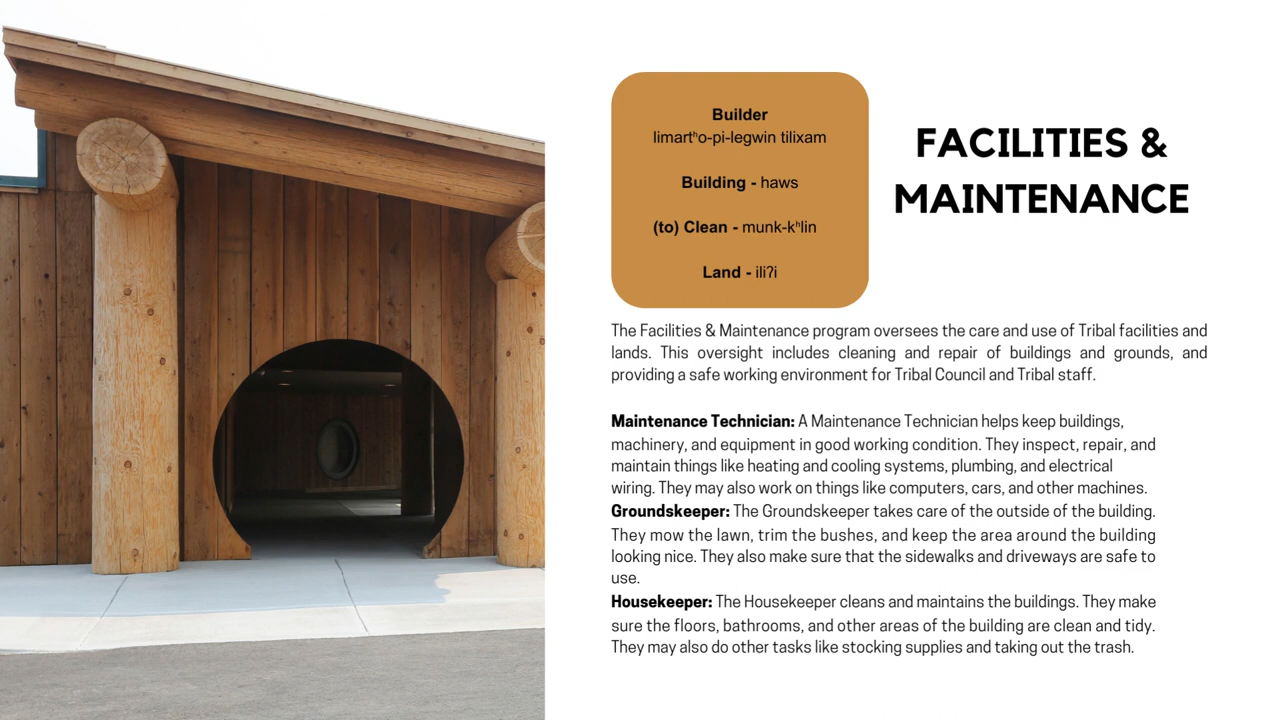 Builder
limartʰo-pi-legwin tilixam
Building - haws
(to) Clean - munk-kʰlin
Land - iliʔi
FACILITIES &
MAINTENANCE
The Facilities & Maintenance program oversees the care and use of Tribal facilities and
lands. This oversight includes cleaning and repair of buildings and grounds, and
providing a safe working environment for Tribal Council and Tribal staff.
Maintenance Technician: A Maintenance Technician helps keep buildings,
machinery, and equipment in good working condition. They inspect, repair, and
maintain things like heating and cooling systems, plumbing, and electrical
wiring. They may also work on things like computers, cars, and other machines.
Groundskeeper: The Groundskeeper takes care of the outside of the building.
They mow the lawn, trim the bushes, and keep the area around the building
looking nice. They also make sure that the sidewalks and driveways are safe to
use.
Housekeeper: The Housekeeper cleans and maintains the buildings. They make
sure the floors, bathrooms, and other areas of the building are clean and tidy.
They may also do other tasks like stocking supplies and taking out the trash.